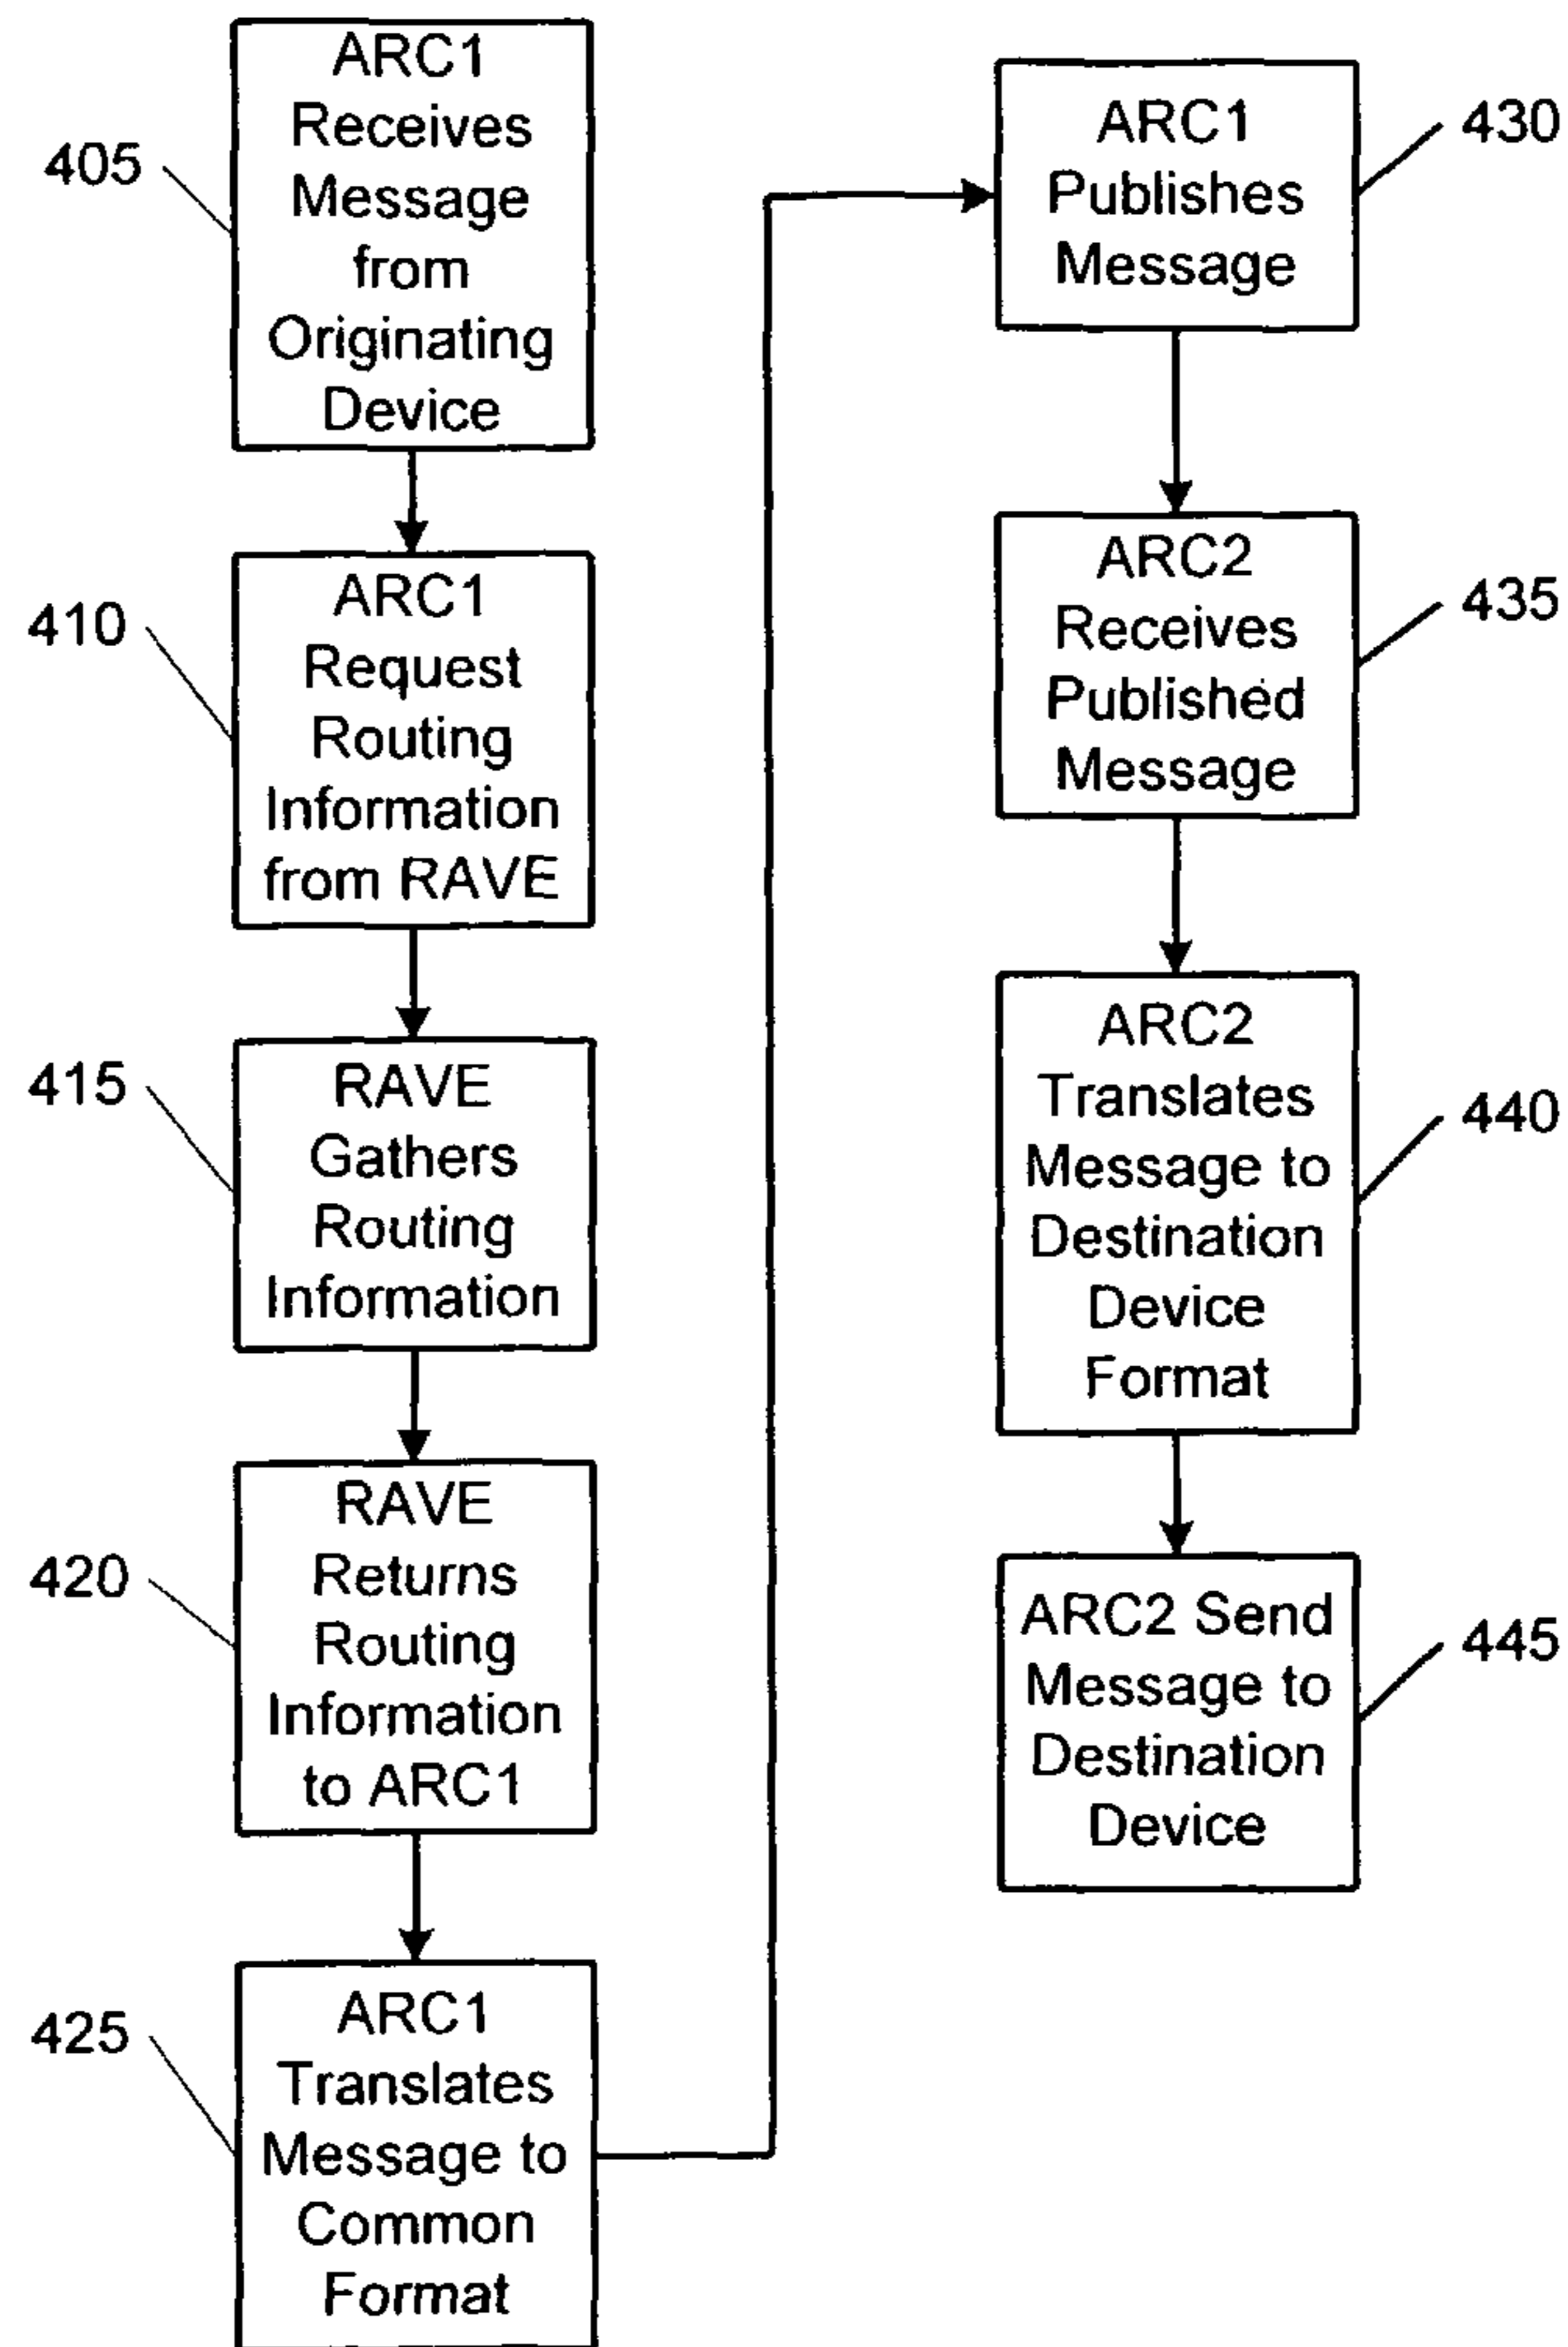 405
ARC1
Receives
Message
from
Originating
Device
410
ARC1
Request
Routing
Information
from RAVE
415
RAVE
Gathers
Routing
Information
420
RAVE
Returns
Routing
Information
to ARC1
425
ARC1
Translates
Message to
Common
Format
430
ARC1
Publishes
Message
435
ARC2
Receives
Published
Message
440
ARC2
Translates
Message to
Destination
Device
Format
445
ARC2 Send
Message to
Destination
Device